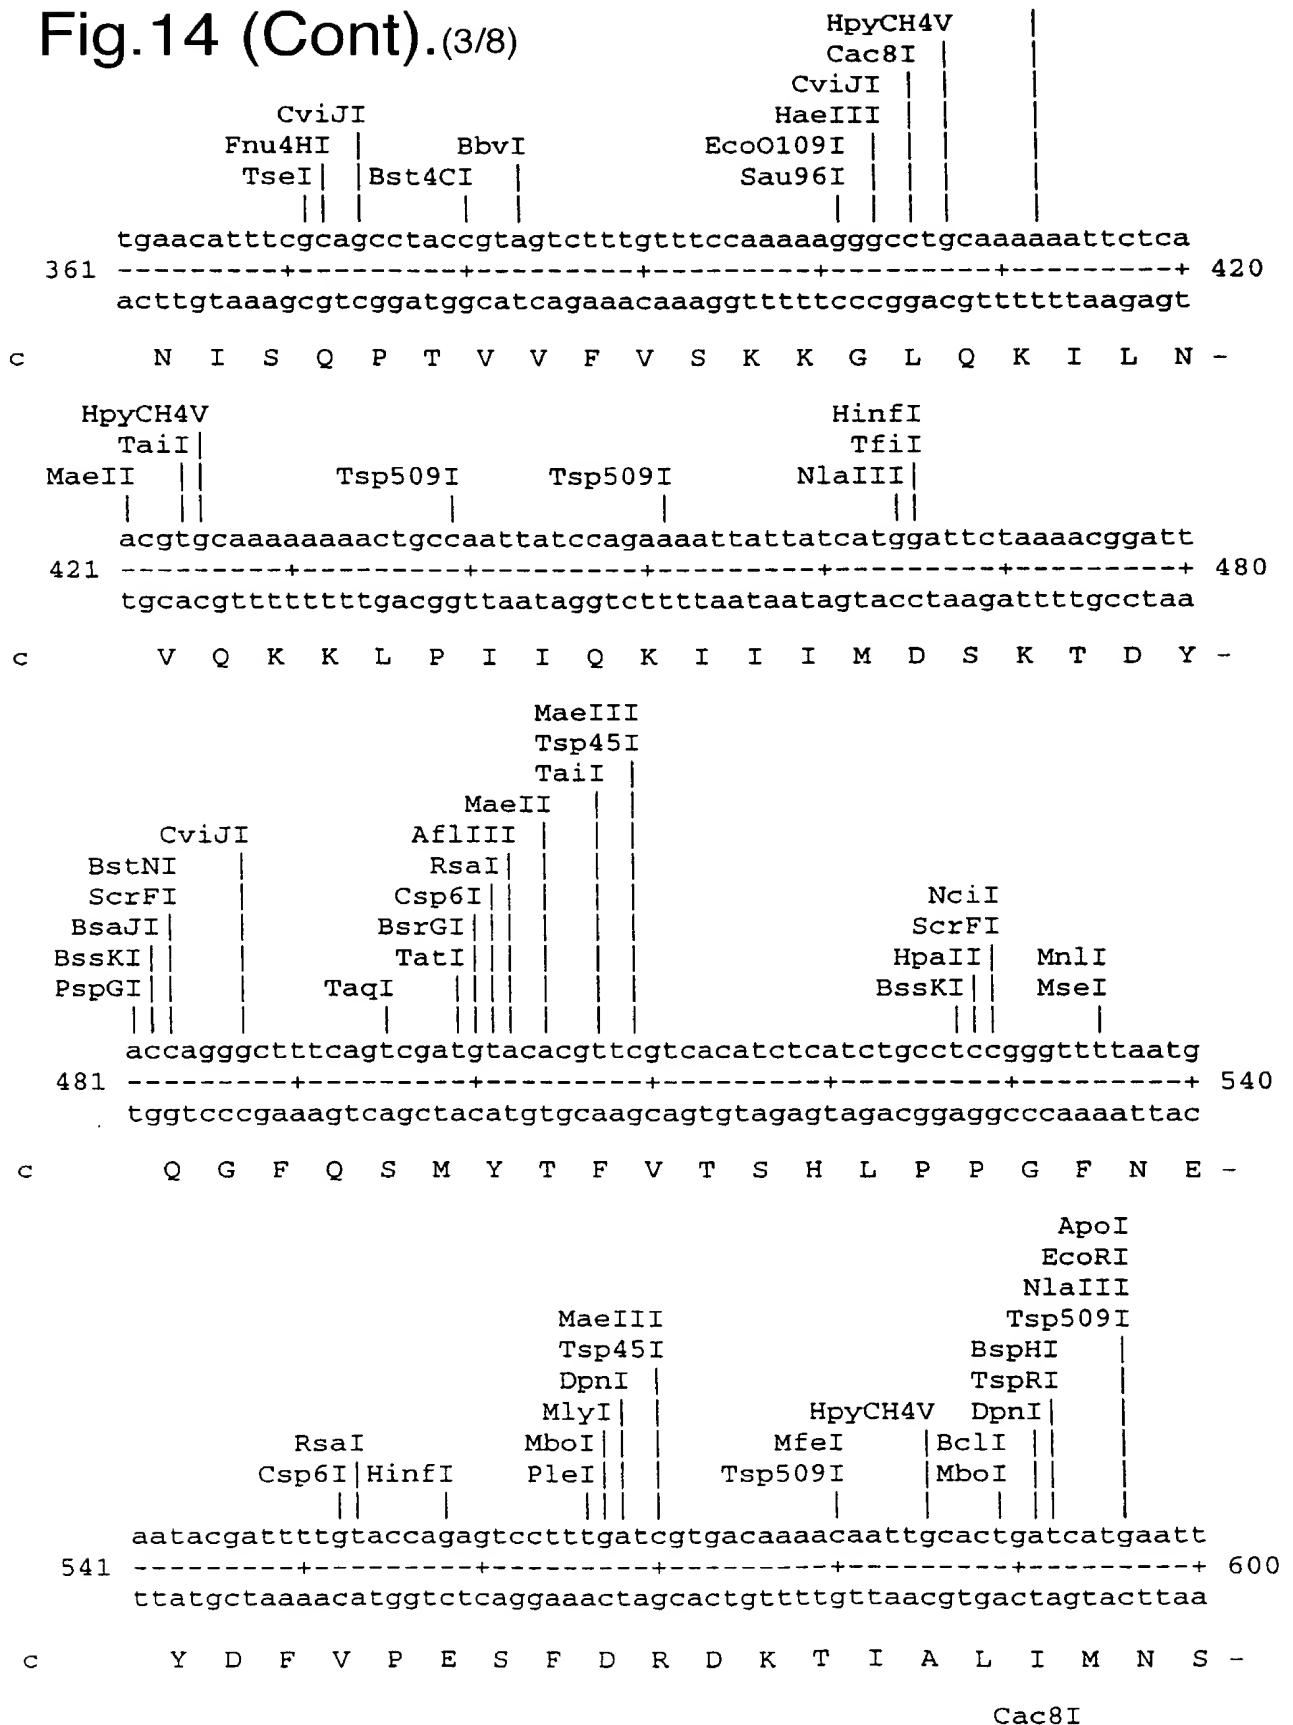 Fig.14 (Cont).(3/8)
HpyCH4V
Cac8I
CviJI
CviJI HaeIII
Fnu4HI BbvI EcoO109I
TseI Bst4CI Sau96I
tgaacatttcgcagcctaccgtagtctttgtttccaaaaagggcctgcaaaaaattctca
361 ---------+---------+---------+---------+---------+---------+ 420
acttgtaaagcgtcggatggcatcagaaacaaaggtttttcccggacgttttttaagagt
c N I S Q P T V V F V S K K G L Q K I L N -
HpyCH4V HinfI
TaiI TfiI
MaeII Tsp509I Tsp509I NlaIII
acgtgcaaaaaaaactgccaattatccagaaaattattatcatggattctaaaacggatt
421 ---------+---------+---------+---------+---------+---------+ 480
tgcacgtttttttttgacggttaataggtcttttaataatagtacctaagattttgcctaa
c V Q K K L P I I Q K I I I M D S K T D Y -
MaeIII
Tsp45I
TaiI
MaeII
CviJI AflIII
BstNI RsaI
ScrFI Csp6I NciI
BsaJI BsrGI ScrFI
BssKI TatI HpaII MnlI
PspGI TaqI BssKI MseI
accagggctttcagtcgatgtacacgttcgtcacatctcatctgcctccgggttttaatg
481 ---------+---------+---------+---------+---------+---------+ 540
tggtcccgaaagtcagctacatgtgcaagcagtgtagagtagacggaggcccaaaattac
c Q G F Q S M Y T F V T S H L P P G F N E -
ApoI
EcoRI
NlaIII
MaeIII Tsp509I
Tsp45I BspHI
DpnI TspRI
MlyI HpyCH4V DpnI
RsaI MboI MfeI BclI
Csp6I HinfI PleI Tsp509I MboI
aatacgattttgtaccagagtcctttgatcgtgacaaaacaattgcactgatcatgaatt
541 ---------+---------+---------+---------+---------+---------+ 600
ttatgctaaaacatggtctcaggaaactagcactgttttgttaacgtgactagtacttaa
c Y D F V P E S F D R D K T I A L I M N S -
Cac8I